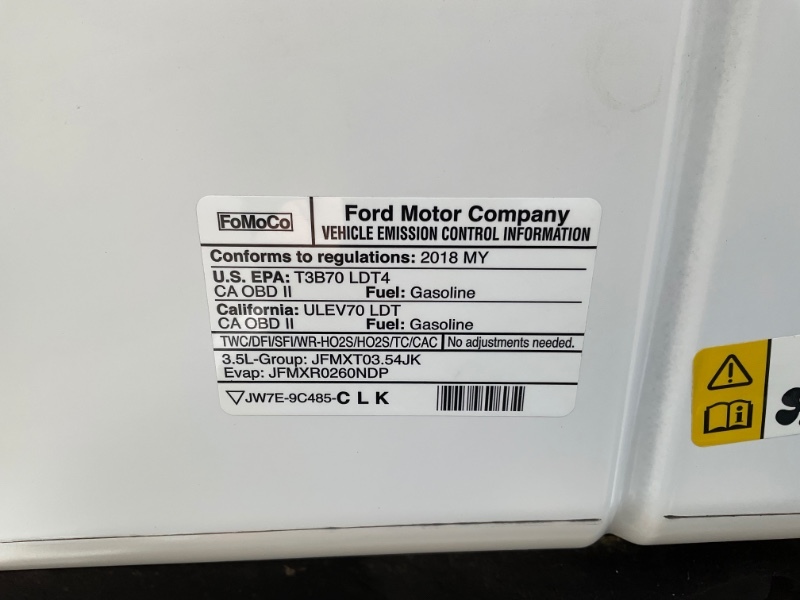 FoMoCo
Ford Motor Company
VEHICLE EMISSION CONTROL INFORMATION
Conforms to regulations: 2018 MY
U.S. EPA: T3B70 LDT4
CA OBD II Fuel: Gasoline
California: ULEV70 LDT
CA OBD II Fuel: Gasoline
TWC/DFI/SFI/WR-HO2S/HO2S/TC/CAC No adjustments needed.
3.5L-Group: JFMXT03.54JK
Evap: JFMXR0260NDP
JW7E-9C485-C L K